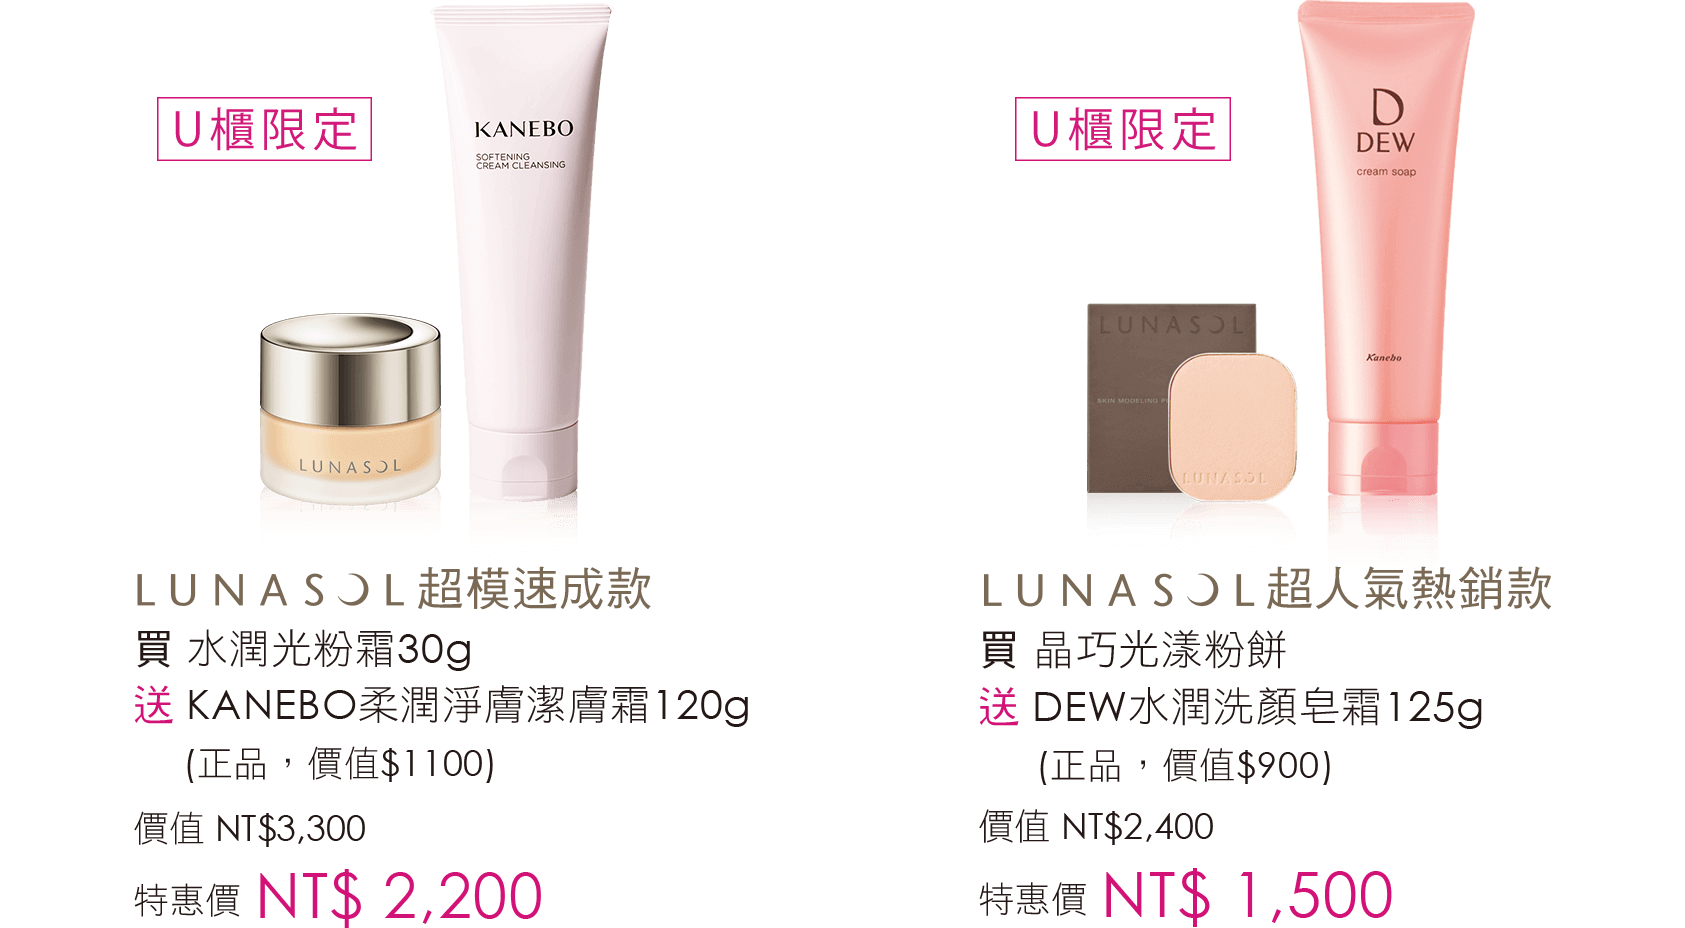 U櫃限定
KANEBO
SOFTENING
CREAM CLEANSING
LUNASOL
LUNASOL超模速成款
買 水潤光粉霜30g
送 KANEBO柔潤淨膚潔膚霜120g
(正品，價值$1100)
價值 NT$3,300
特惠價 NT$ 2,200
U櫃限定
D
DEW
cream soap
Kanebo
LUNASOL
SKIN MODELING
LUNASOL
LUNASOL超人氣熱銷款
買 晶巧光漾粉餅
送 DEW水潤洗顏皂霜125g
(正品，價值$900)
價值 NT$2,400
特惠價 NT$ 1,500